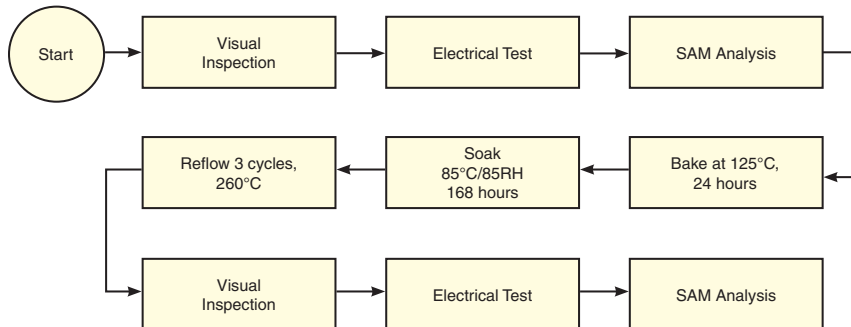 Start
Visual
Inspection
Electrical Test
SAM Analysis
Bake at 125°C,
24 hours
Soak
85°C/85RH
168 hours
Reflow 3 cycles,
260°C
Visual
Inspection
Electrical Test
SAM Analysis